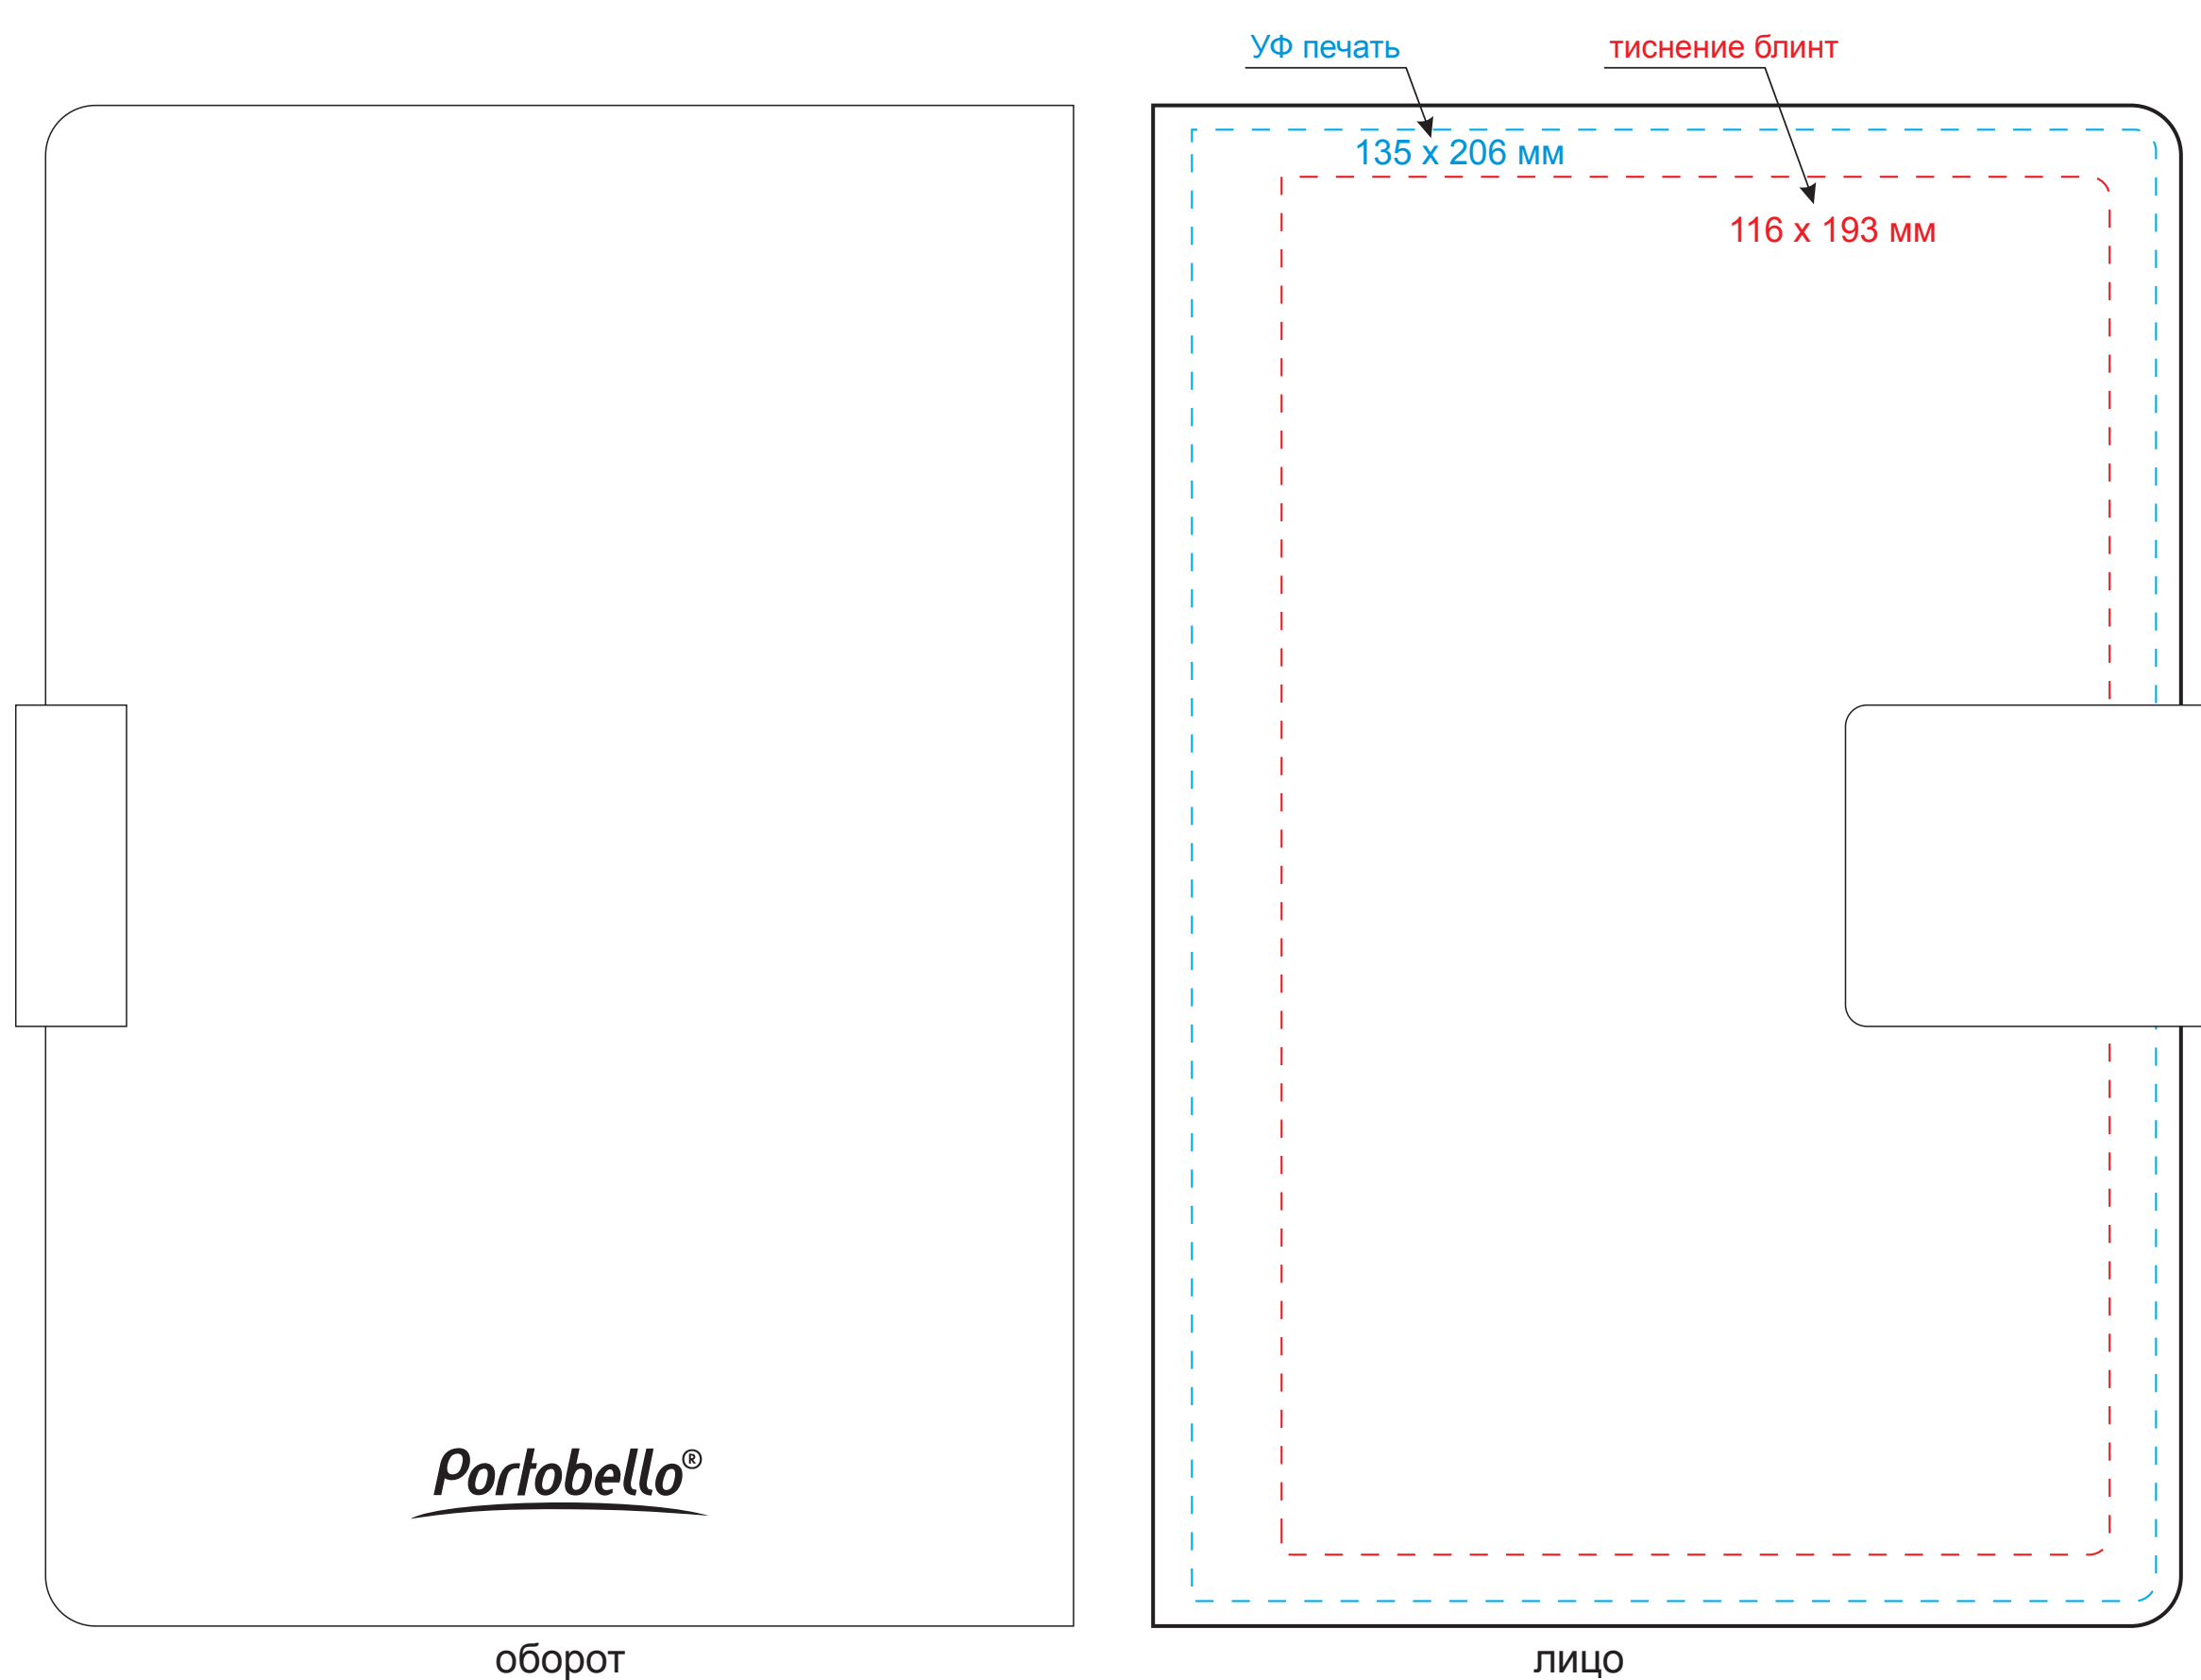 УФ печать
тиснение блинт
135 х 206 мм
116 х 193 мм
Portobello®
оборот
лицо